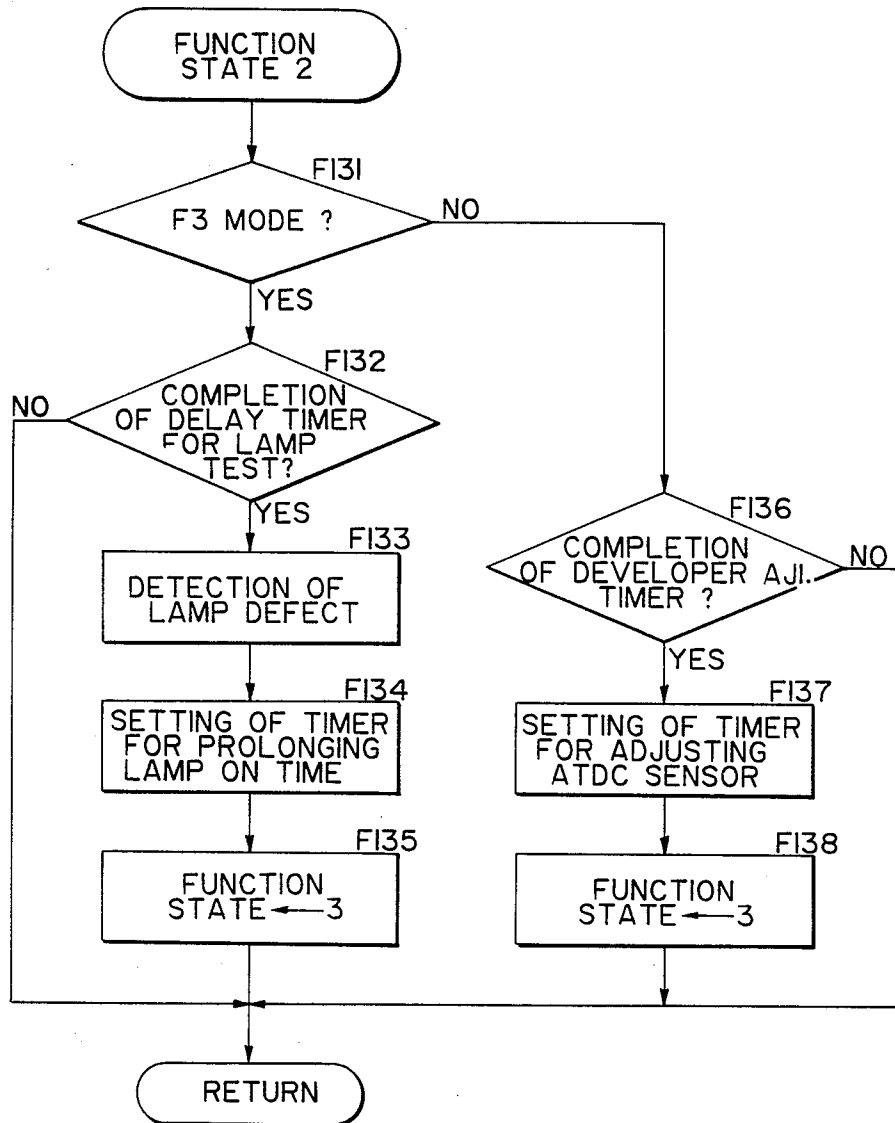 FUNCTION
STATE 2
F131
F3 MODE ?
NO
YES
F132
COMPLETION
OF DELAY TIMER
FOR LAMP
TEST?
NO
YES
F133
DETECTION OF
LAMP DEFECT
F134
SETTING OF TIMER
FOR PROLONGING
LAMP ON TIME
F135
FUNCTION
STATE ← 3
F136
COMPLETION
OF DEVELOPER AJI.
TIMER ?
NO
YES
F137
SETTING OF TIMER
FOR ADJUSTING
ATDC SENSOR
F138
FUNCTION
STATE ← 3
RETURN